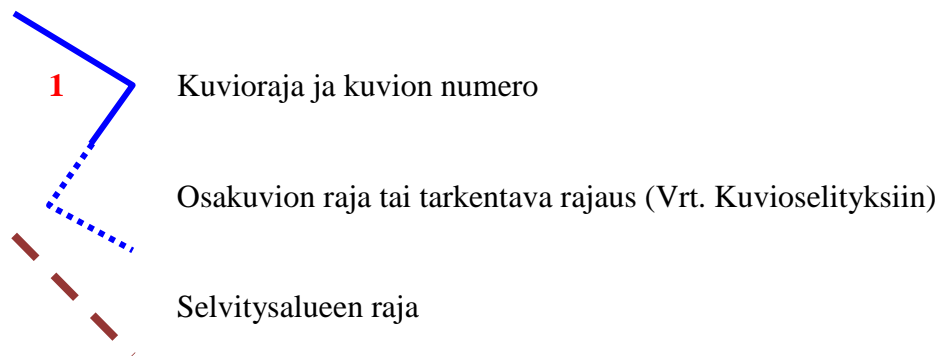 1 Kuvioraja ja kuvion numero
Osakuvion raja tai tarkentava rajaus (Vrt. Kuvioselityksiin)
Selvitysalueen raja